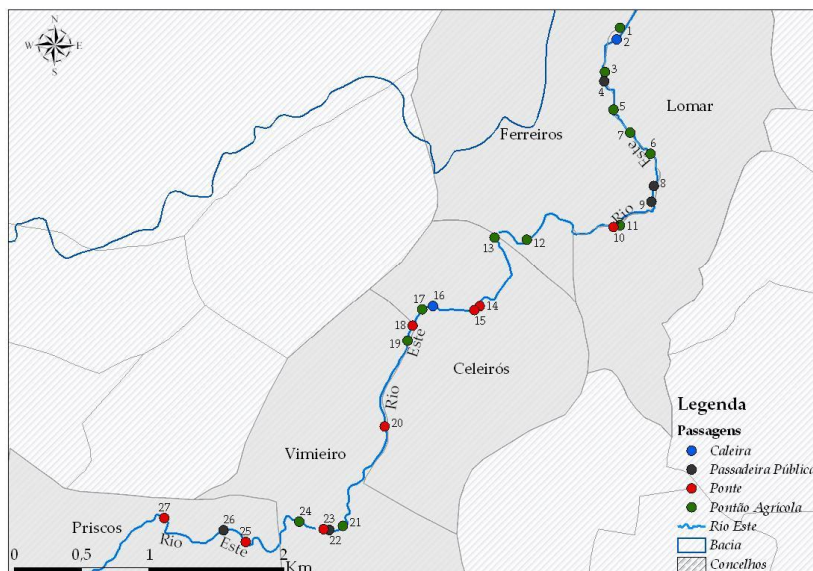 N
W E
S
1
2
3
4
5
Lomar
Ferreiros
7
6
Este
8
9
Rio
11
10
13
12
17
16
14
18
15
19
Este
Celeirós
Rio
20
Vimieiro
27
24
23
21
26
25
22
Priscos
Rio
Este
0 0,5 1 2
Km
Legenda
Passagens
Caleira
Passadeira Pública
Ponte
Pontão Agrícola
Rio Este
Bacia
Concelhos